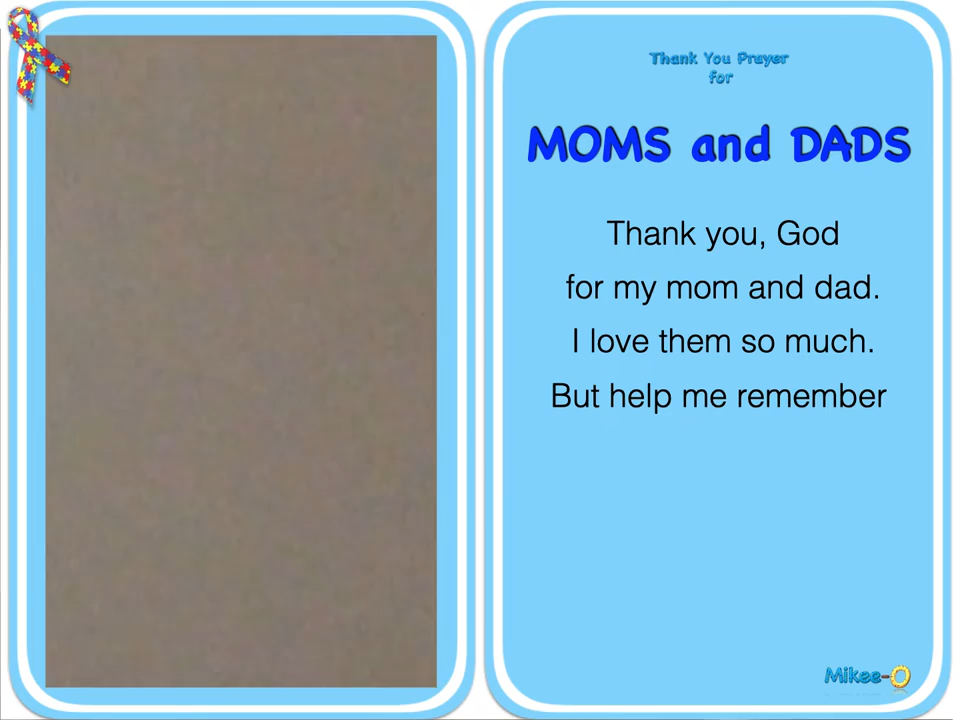 Thank You Prayer
for
MOMS and DADS
Thank you, God
for my mom and dad.
I love them so much.
But help me remember
Mikee-O